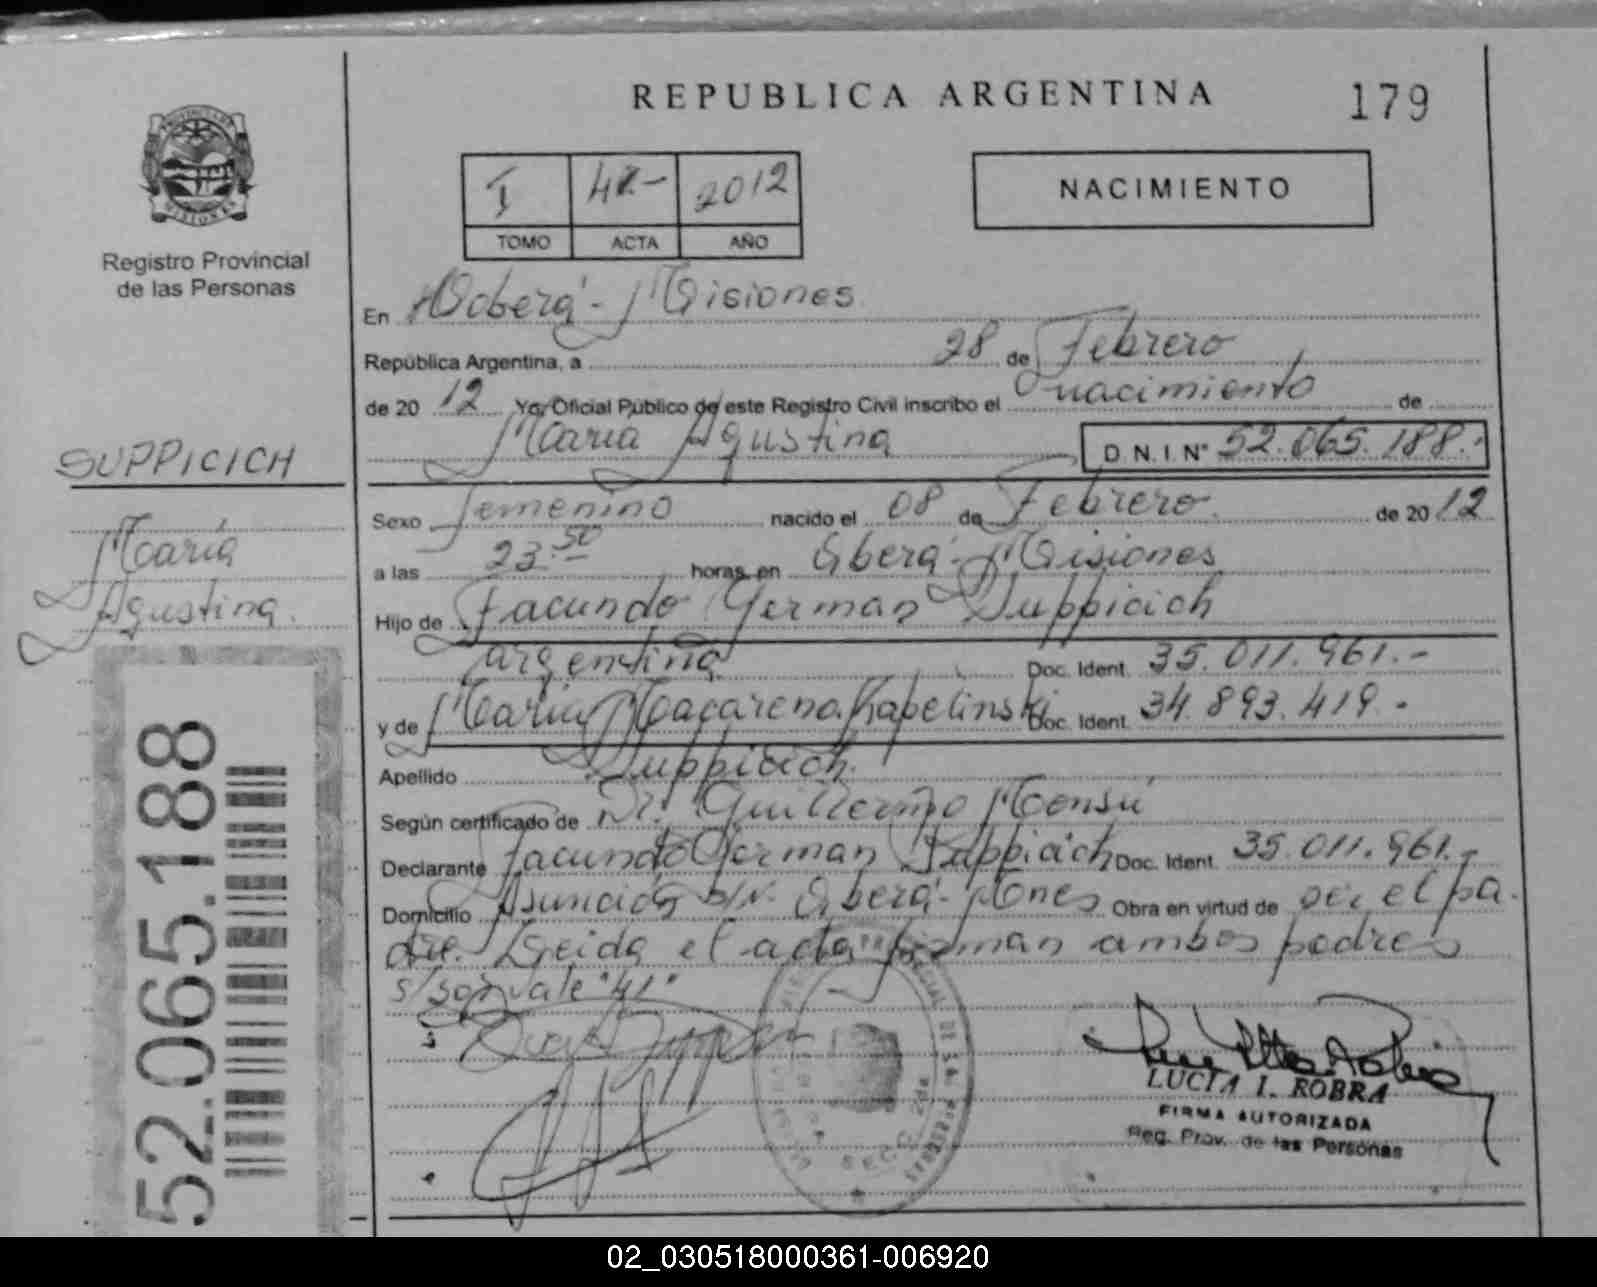 REPUBLICA ARGENTINA
179
Registro Provincial
de las Personas
I 2012
TOMO ACTA AÑO
NACIMIENTO
En Oberá - Misiones
República Argentina, a 28 de Febrero
de 20 12 Yo, Oficial Público de este Registro Civil inscribo el nacimiento de
María Agustina D.N.I Nº 52.065.188.-
SUPPICICH
María
Agustina.
Sexo femenino nacido el 08 de Febrero de 2012
a las 23:50 horas, en Oberá - Misiones
Hijo de Facundo German Suppicich
argentina Doc. Ident. 35.011.961.-
y de María Macarena Kapelinski Doc. Ident. 34.893.419.-
Apellido Suppicich.
Según certificado de Dr. Guillermo Monsú
Declarante Facundo German Suppicich Doc. Ident. 35.011.961.-
Domicilio Asunción s/n. Oberá - Mnes Obra en virtud de ser el pa-
dre. Leida el acta firman ambos padres
vale "41"
52.065.188
LUCIA I. ROBRA
FIRMA AUTORIZADA
Reg. Prov. de las Personas
02_030518000361-006920